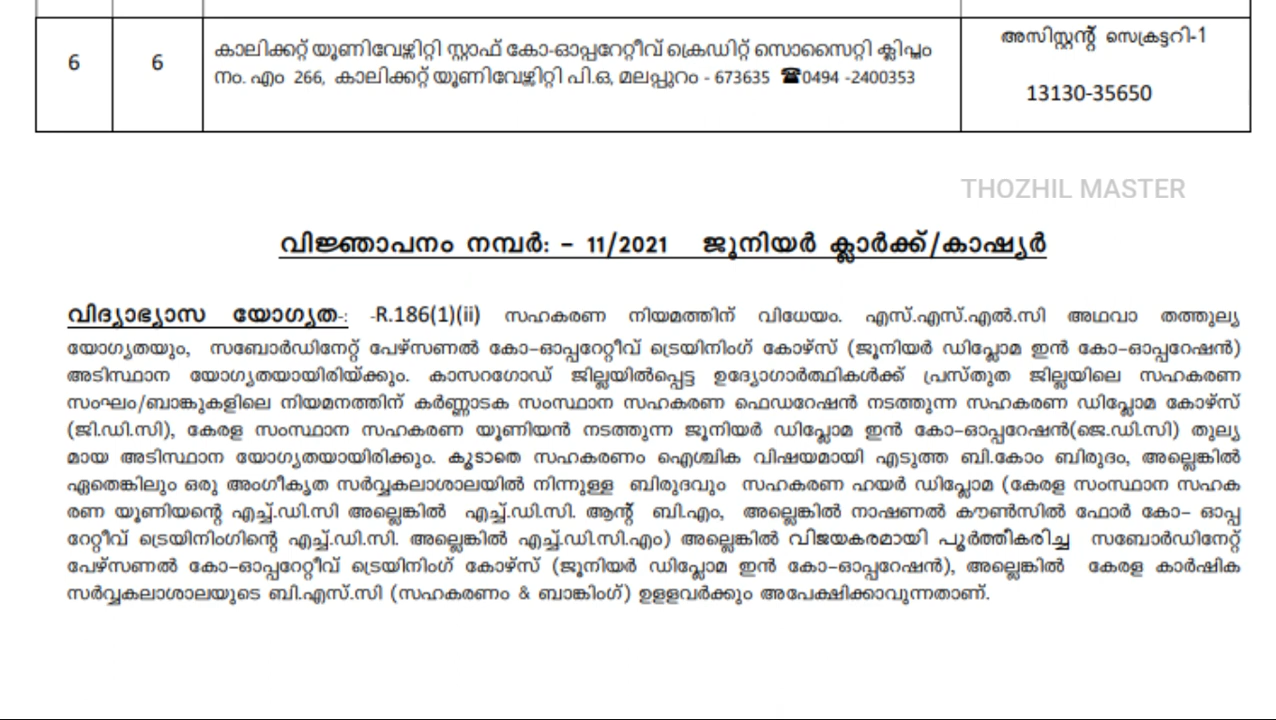 6 6 കാലിക്കറ്റ് യൂണിവേഴ്സിറ്റി സ്റ്റാഫ് കോ-ഓപ്പറേറ്റീവ് ക്രെഡിറ്റ് സൊസൈറ്റി ക്ലിപ്തം
നം. എം 266, കാലിക്കറ്റ് യൂണിവേഴ്സിറ്റി പി.ഒ, മലപ്പുറം - 673635 ☎0494 -2400353
അസിസ്റ്റന്റ് സെക്രട്ടറി-1
13130-35650
THOZHIL MASTER
വിജ്ഞാപനം നമ്പർ: – 11/2021 ജൂനിയർ ക്ലാർക്ക്/കാഷ്യർ
വിദ്യാഭ്യാസ യോഗ്യത-: -R.186(1)(ii) സഹകരണ നിയമത്തിന് വിധേയം. എസ്.എസ്.എൽ.സി അഥവാ തത്തുല്യ
യോഗ്യതയും, സബോർഡിനേറ്റ് പേഴ്സണൽ കോ–ഓപ്പറേറ്റീവ് ട്രെയിനിംഗ് കോഴ്സ് (ജൂനിയർ ഡിപ്ലോമ ഇൻ കോ–ഓപ്പറേഷൻ)
അടിസ്ഥാന യോഗ്യതയായിരിയ്ക്കും. കാസറഗോഡ് ജില്ലയിൽപ്പെട്ട ഉദ്യോഗാർത്ഥികൾക്ക് പ്രസ്തുത ജില്ലയിലെ സഹകരണ
സംഘം/ബാങ്കുകളിലെ നിയമനത്തിന് കർണ്ണാടക സംസ്ഥാന സഹകരണ ഫെഡറേഷൻ നടത്തുന്ന സഹകരണ ഡിപ്ലോമ കോഴ്സ്
(ജി.ഡി.സി), കേരള സംസ്ഥാന സഹകരണ യൂണിയൻ നടത്തുന്ന ജൂനിയർ ഡിപ്ലോമ ഇൻ കോ–ഓപ്പറേഷൻ(ജെ.ഡി.സി) തുല്യ
മായ അടിസ്ഥാന യോഗ്യതയായിരിക്കും. കൂടാതെ സഹകരണം ഐശ്ചിക വിഷയമായി എടുത്ത ബി.കോം ബിരുദം, അല്ലെങ്കിൽ
ഏതെങ്കിലും ഒരു അംഗീകൃത സർവ്വകലാശാലയിൽ നിന്നുള്ള ബിരുദവും സഹകരണ ഹയർ ഡിപ്ലോമ (കേരള സംസ്ഥാന സഹക
രണ യൂണിയന്റെ എച്ച്.ഡി.സി അല്ലെങ്കിൽ എച്ച്.ഡി.സി. ആന്റ് ബി.എം, അല്ലെങ്കിൽ നാഷണൽ കൗൺസിൽ ഫോർ കോ– ഓപ്പ
റേറ്റീവ് ട്രെയിനിംഗിന്റെ എച്ച്.ഡി.സി. അല്ലെങ്കിൽ എച്ച്.ഡി.സി.എം) അല്ലെങ്കിൽ വിജയകരമായി പൂർത്തീകരിച്ച സബോർഡിനേറ്റ്
പേഴ്സണൽ കോ–ഓപ്പറേറ്റീവ് ട്രെയിനിംഗ് കോഴ്സ് (ജൂനിയർ ഡിപ്ലോമ ഇൻ കോ–ഓപ്പറേഷൻ), അല്ലെങ്കിൽ കേരള കാർഷിക
സർവ്വകലാശാലയുടെ ബി.എസ്.സി (സഹകരണം & ബാങ്കിംഗ്) ഉളളവർക്കും അപേക്ഷിക്കാവുന്നതാണ്.